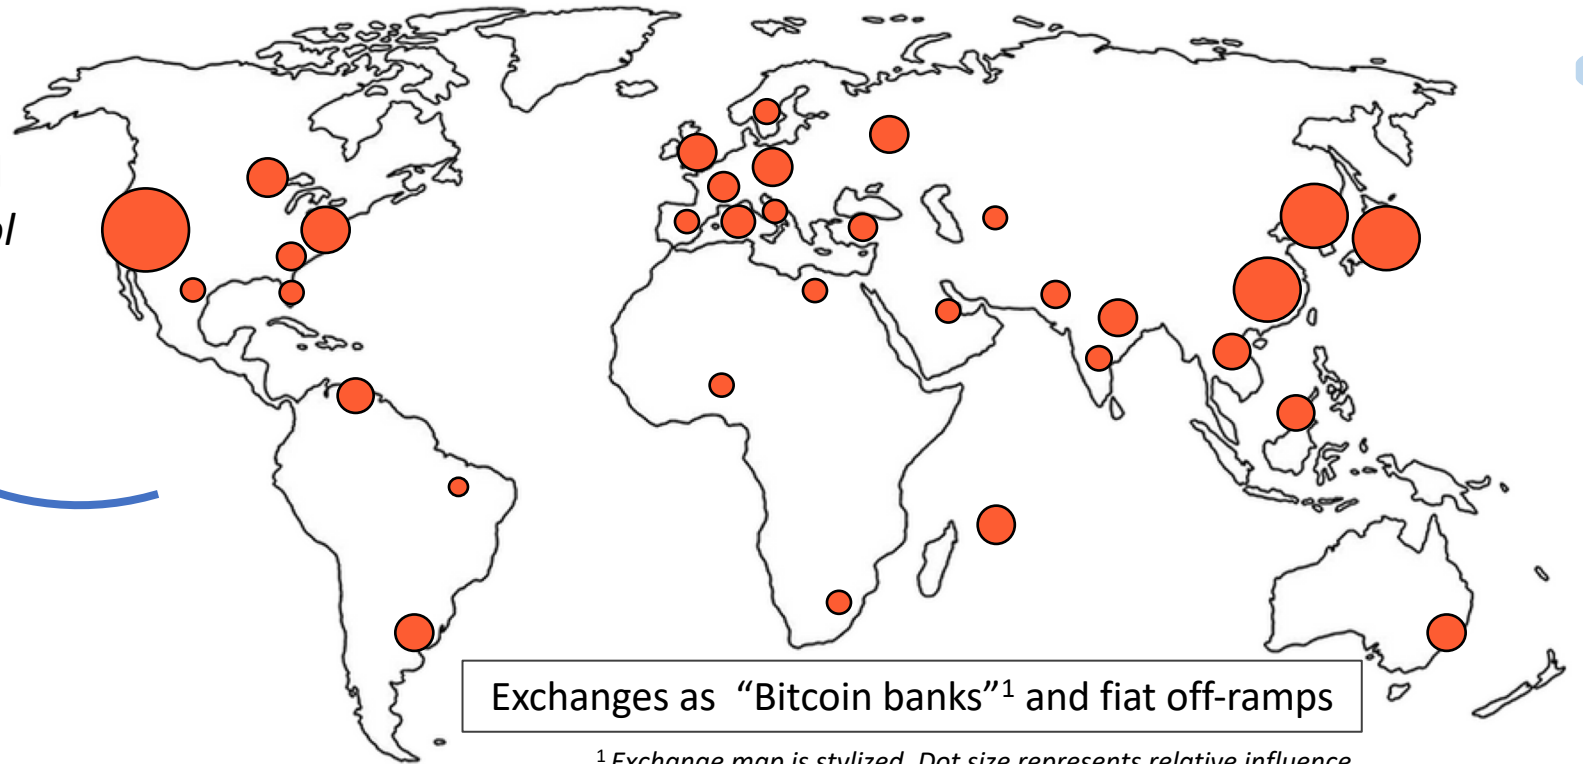 ol
Exchanges as “Bitcoin banks”¹ and fiat off-ramps
¹ Exchange map is stylized. Dot size represents relative influence